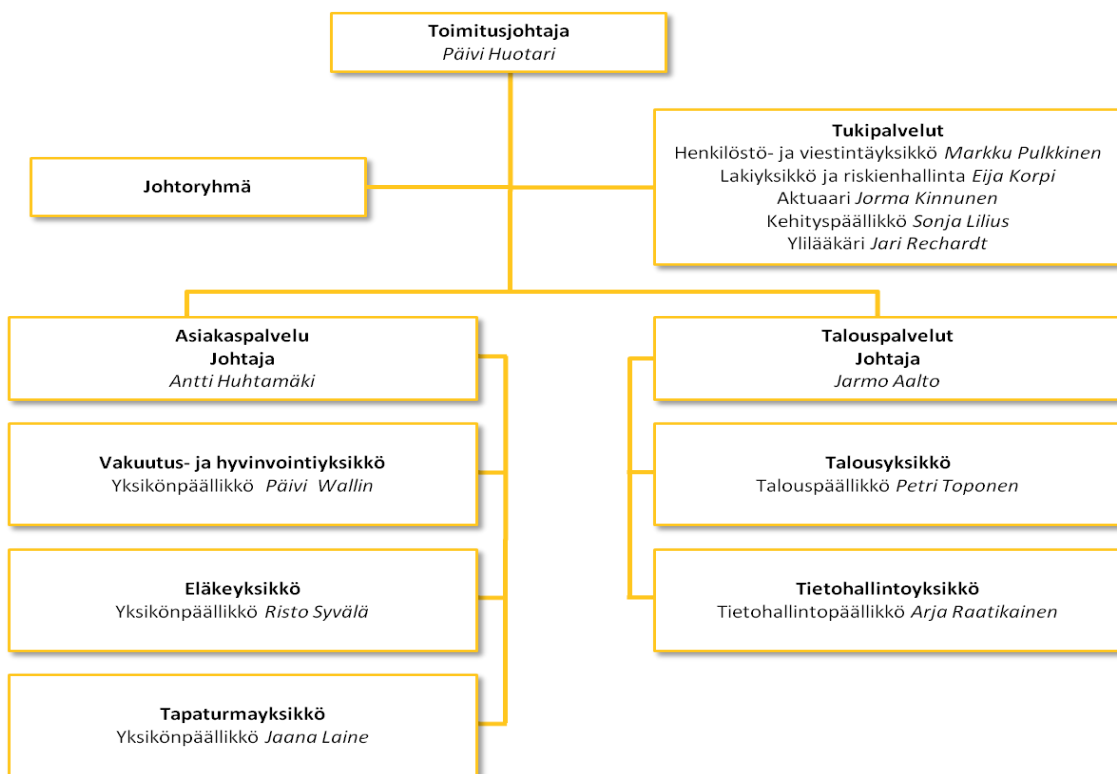 Toimitusjohtaja
Päivi Huotari
Johtoryhmä
Tukipalvelut
Henkilöstö- ja viestintäyksikkö Markku Pulkkinen
Lakiyksikkö ja riskienhallinta Eija Korpi
Aktuaari Jorma Kinnunen
Kehityspäällikkö Sonja Lilius
Ylilääkäri Jari Rechardt
Asiakaspalvelu
Johtaja
Antti Huhtamäki
Vakuutus- ja hyvinvointiyksikkö
Yksikönpäällikkö Päivi Wallin
Eläkeyksikkö
Yksikönpäällikkö Risto Syvälä
Tapaturmayksikkö
Yksikönpäällikkö Jaana Laine
Talouspalvelut
Johtaja
Jarmo Aalto
Talousyksikkö
Talouspäällikkö Petri Toponen
Tietohallintoyksikkö
Tietohallintopäällikkö Arja Raatikainen